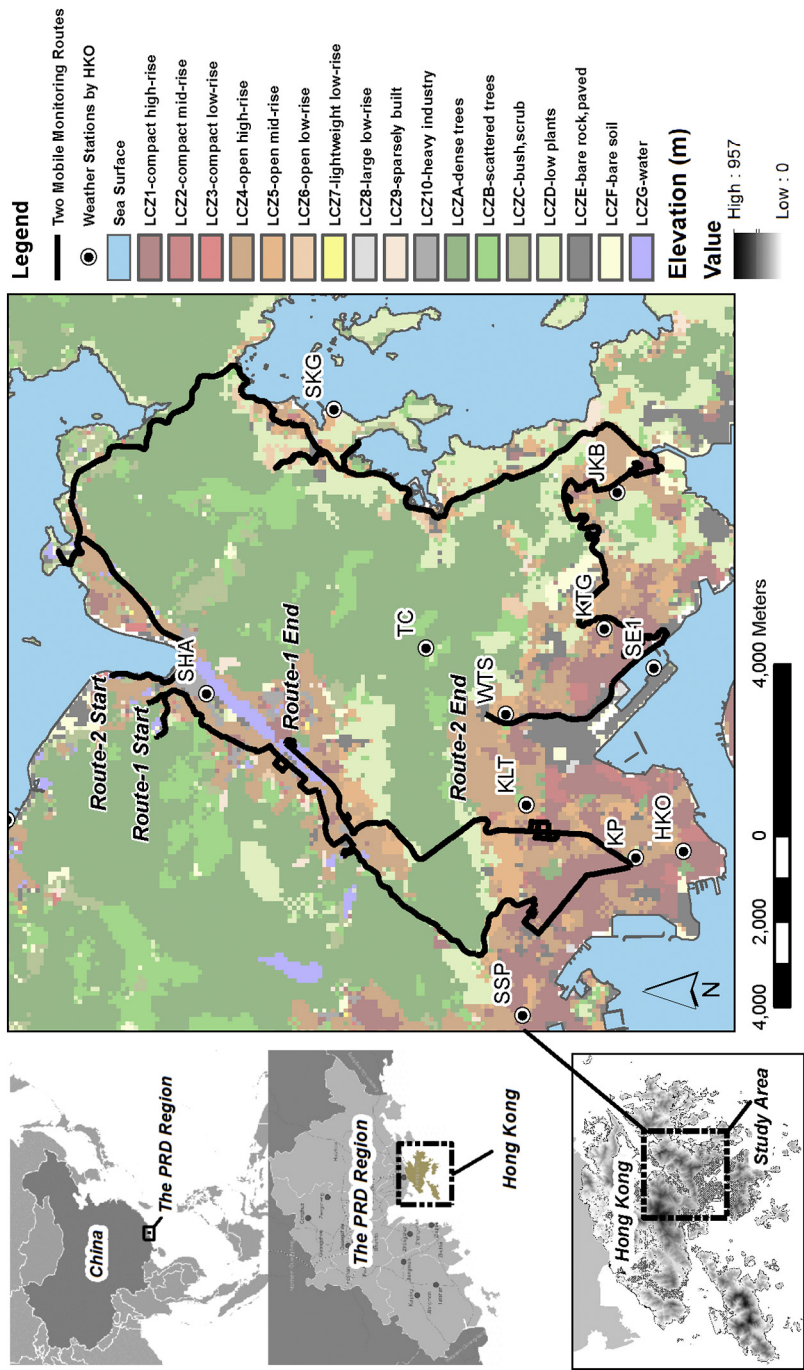 China
The PRD Region
The PRD Region
Hong Kong
Hong Kong
Study Area
Route-2 Start
Route-1 Start
SHA
Route-1 End
SKG
TC
Route-2 End
WTS
KLT
KTG
JKB
SE1
SSP
KP
HKO
N
4,000
2,000
0
4,000 Meters
Legend
Two Mobile Monitoring Routes
Weather Stations by HKO
Sea Surface
LCZ1-compact high-rise
LCZ2-compact mid-rise
LCZ3-compact low-rise
LCZ4-open high-rise
LCZ5-open mid-rise
LCZ6-open low-rise
LCZ7-lightweight low-rise
LCZ8-large low-rise
LCZ9-sparsely built
LCZ10-heavy industry
LCZA-dense trees
LCZB-scattered trees
LCZC-bush,scrub
LCZD-low plants
LCZE-bare rock,paved
LCZF-bare soil
LCZG-water
Elevation (m)
Value
High : 957
Low : 0